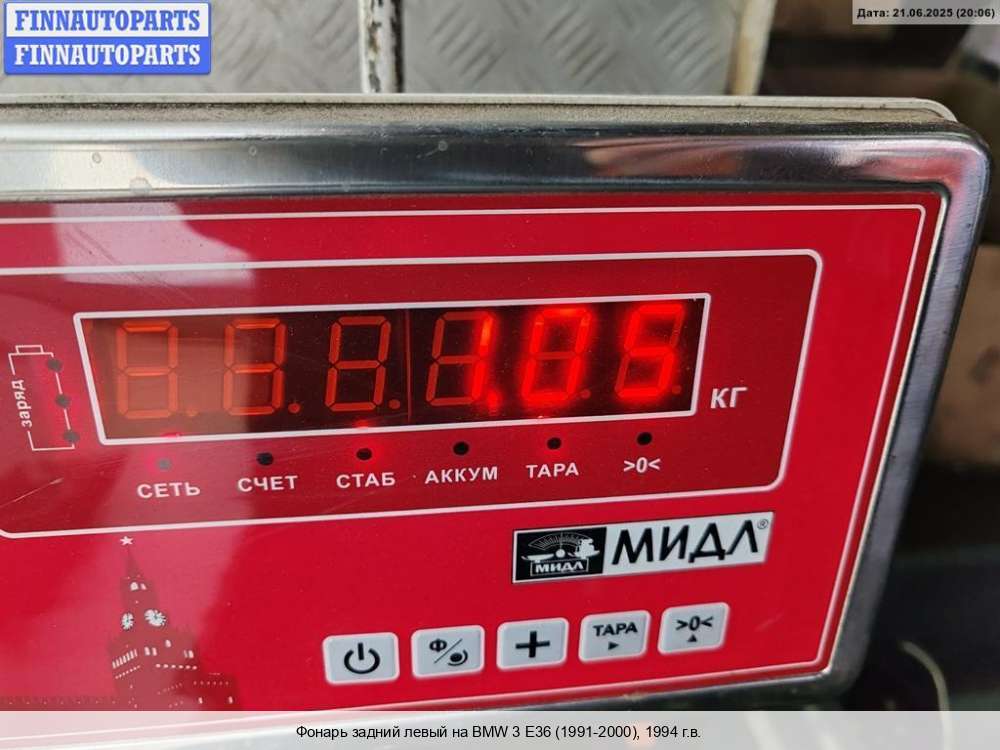 FINNAUTOPARTS
FINNAUTOPARTS
Дата: 21.06.2025 (20:06)
1.05
КГ
заряд
СЕТЬ СЧЕТ СТАБ АККУМ ТАРА >0<
МИДЛ МИДЛ®
Ф ТАРА >0<
Фонарь задний левый на BMW 3 E36 (1991-2000), 1994 г.в.